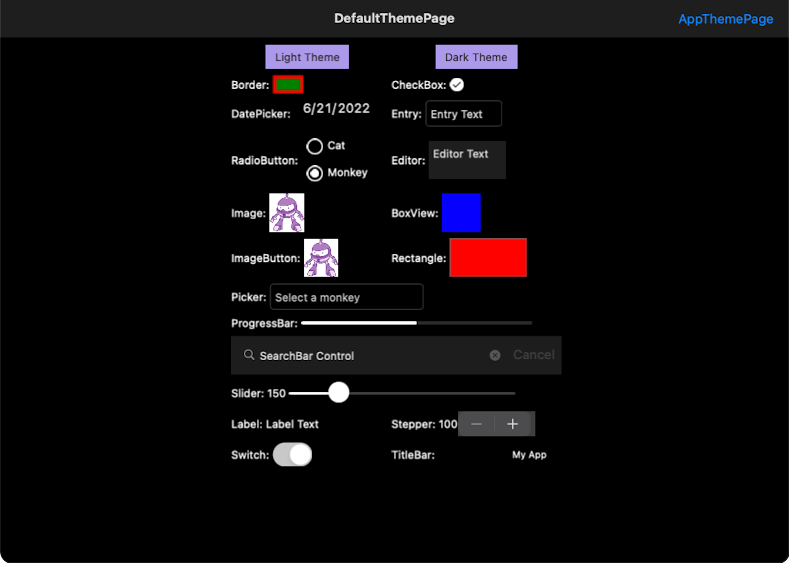 DefaultThemePage
AppThemePage
Light Theme Dark Theme
Border: CheckBox:
DatePicker: 6/21/2022 Entry: Entry Text
RadioButton: Cat Monkey Editor: Editor Text
Image: BoxView:
ImageButton: Rectangle:
Picker: Select a monkey
ProgressBar:
SearchBar Control Cancel
Slider: 150
Label: Label Text Stepper: 100
Switch: TitleBar: My App